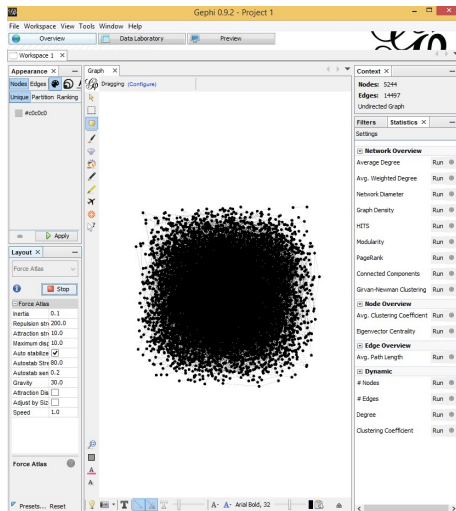 Gephi 0.9.2 - Project 1
File Workspace View Tools Window Help
Overview
Data Laboratory
Preview
Workspace 1
Appearance
Nodes Edges
Unique Partition Ranking
#c0c0c0
Apply
Layout
Force Atlas
Stop
Force Atlas
Inertia 0.1
Repulsion stre 200.0
Attraction stre 10.0
Maximum disp 10.0
Auto stabilize
Autostab Stre 80.0
Autostab sen 0.2
Gravity 30.0
Attraction Dis
Adjust by Siz
Speed 1.0
Force Atlas
Presets... Reset
Graph
Dragging (Configure)
T
A- A- Arial Bold, 32
Context
Nodes: 5244
Edges: 14497
Undirected Graph
Filters Statistics
Settings
Network Overview
Average Degree Run
Avg. Weighted Degree Run
Network Diameter Run
Graph Density Run
HITS Run
Modularity Run
PageRank Run
Connected Components Run
Girvan-Newman Clustering Run
Node Overview
Avg. Clustering Coefficient Run
Eigenvector Centrality Run
Edge Overview
Avg. Path Length Run
Dynamic
# Nodes Run
# Edges Run
Degree Run
Clustering Coefficient Run